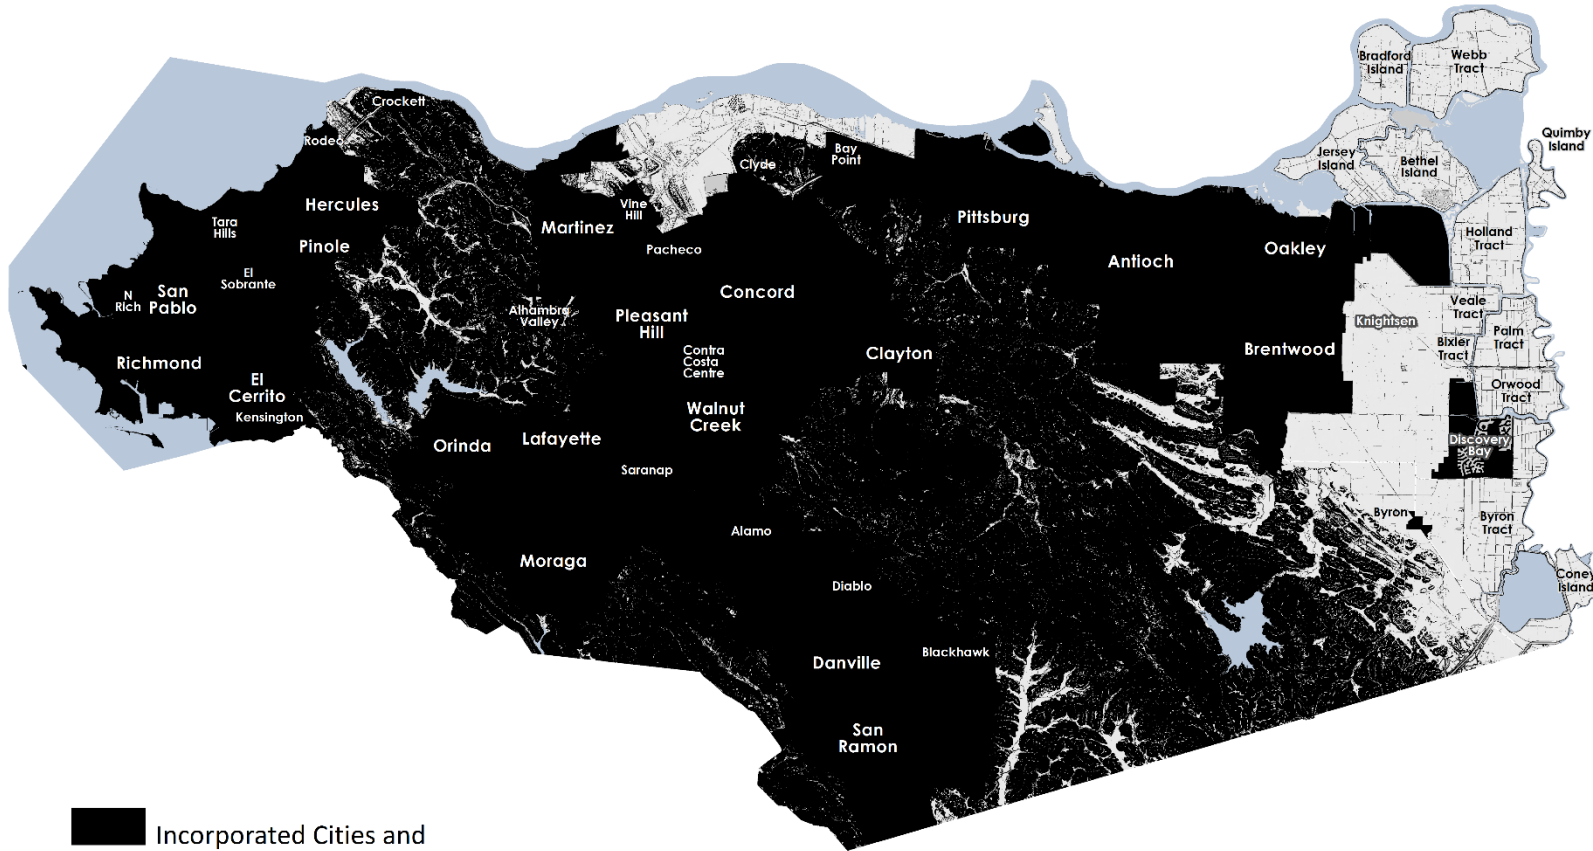 Bradford
Island
Webb
Tract
Crockett
Rodeo
Quimby
Island
Jersey
Island
Bethel
Island
Bay
Point
Clyde
Vine
Hill
Hercules
Tara
Hills
Martinez
Pittsburg
Holland
Tract
Pinole
Pacheco
Antioch
Oakley
El
Sobrante
N
Rich
San
Pablo
Concord
Alhambra
Valley
Pleasant
Hill
Veale
Tract
Knightsen
Palm
Tract
Bixler
Tract
Richmond
Contra
Costa
Centre
Clayton
Brentwood
El
Cerrito
Kensington
Orwood
Tract
Walnut
Creek
Orinda
Lafayette
Saranap
Discovery
Bay
Alamo
Byron
Byron
Tract
Moraga
Diablo
Coney
Island
Danville
Blackhawk
San
Ramon
Incorporated Cities and